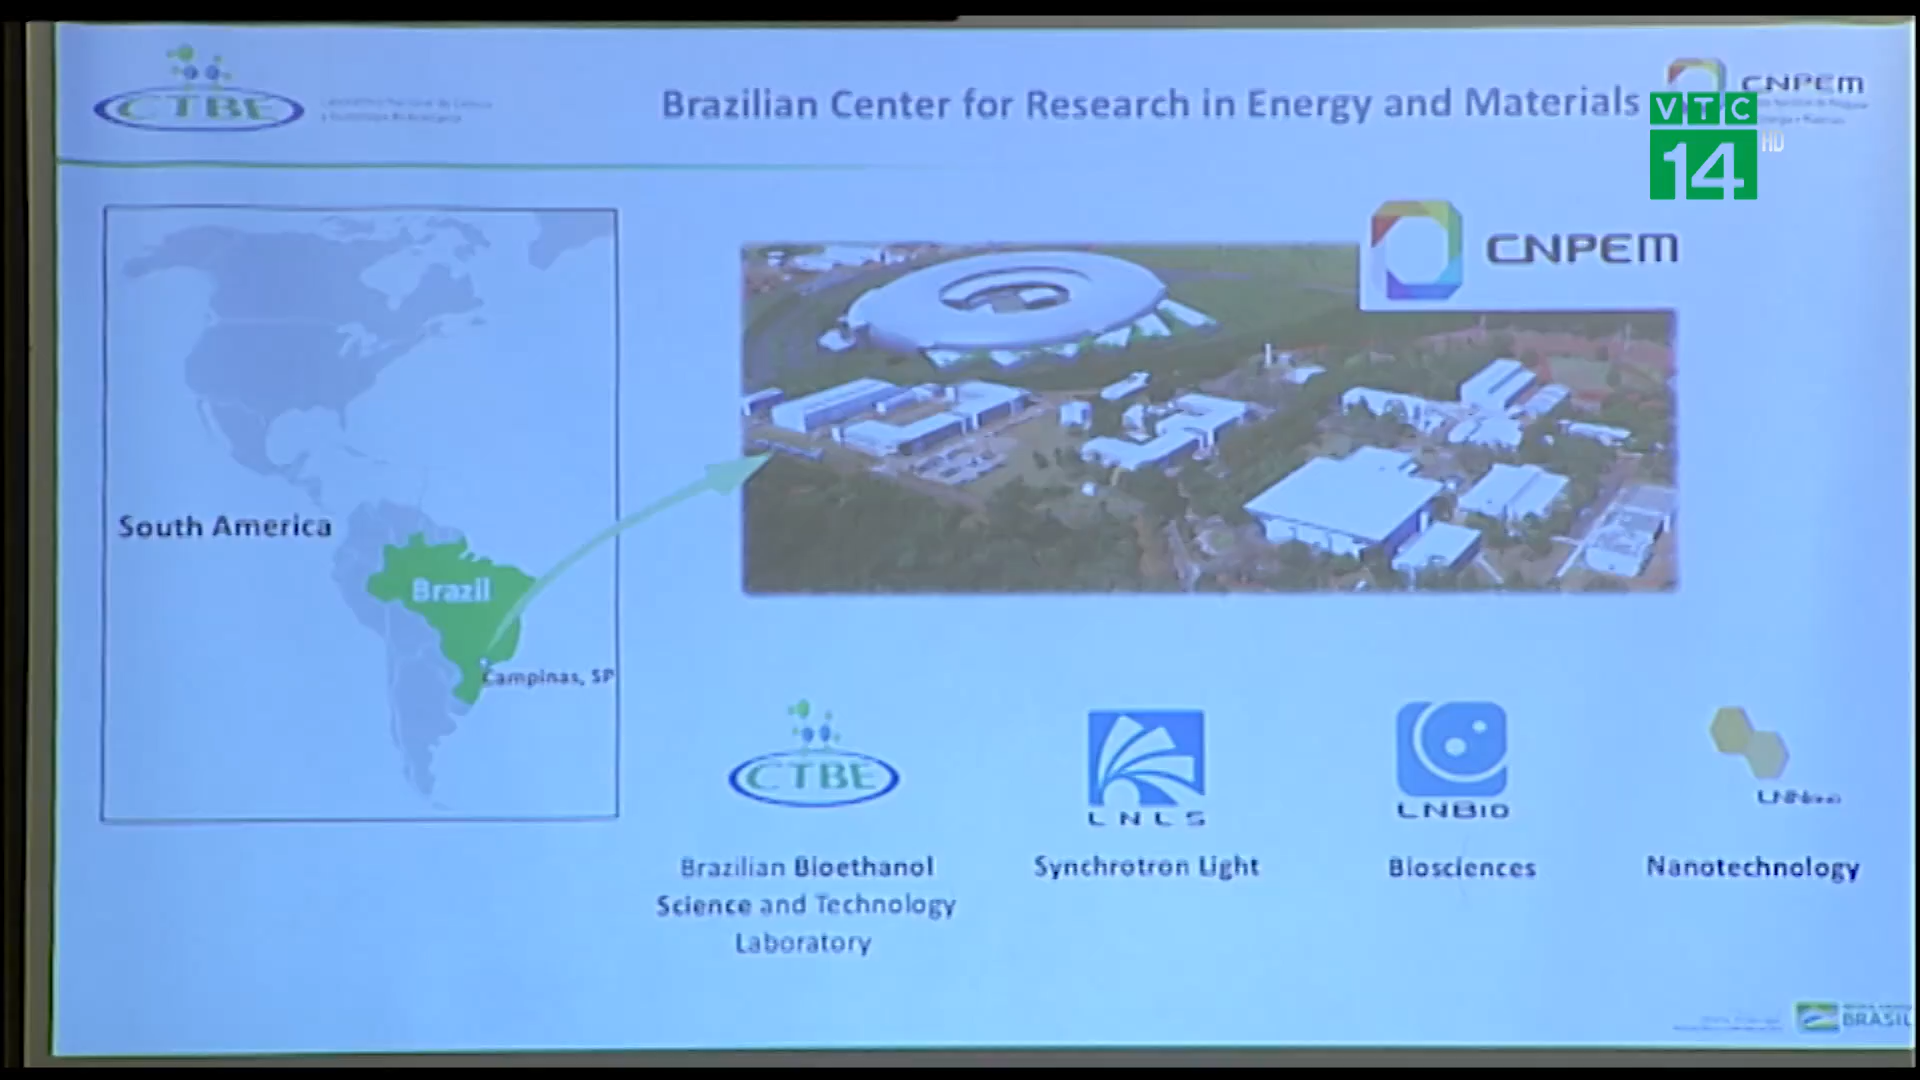 CTBE
Brazilian Center for Research in Energy and Materials
CNPEM
VTC
14
HD
CNPEM
South America
Brazil
Campinas, SP
CTBE
LNLS
LNBio
Brazilian Bioethanol
Science and Technology
Laboratory
Synchrotron Light
Biosciences
Nanotechnology
BRASIL